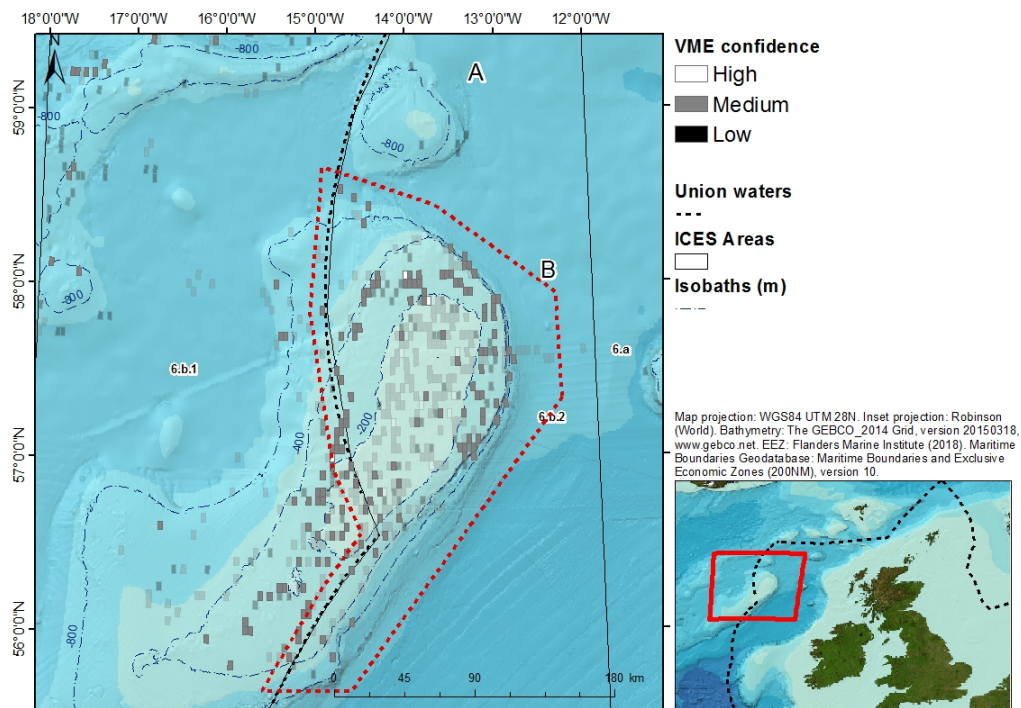 18°0'0"W 17°0'0"W 16°0'0"W 15°0'0"W 14°0'0"W 13°0'0"W 12°0'0"W
N
A
-800
-800
-800
59°0'0"N
58°0'0"N
B
-800
6.b.1
6.a
6.b.2
-200
-400
57°0'0"N
-800
56°0'0"N
0 45 90 180 km
VME confidence
High
Medium
Low
Union waters
ICES Areas
Isobaths (m)
Map projection: WGS84 UTM 28N. Inset projection: Robinson
(World). Bathymetry: The GEBCO_2014 Grid, version 20150318,
www.gebco.net. EEZ: Flanders Marine Institute (2018). Maritime
Boundaries Geodatabase: Maritime Boundaries and Exclusive
Economic Zones (200NM), version 10.